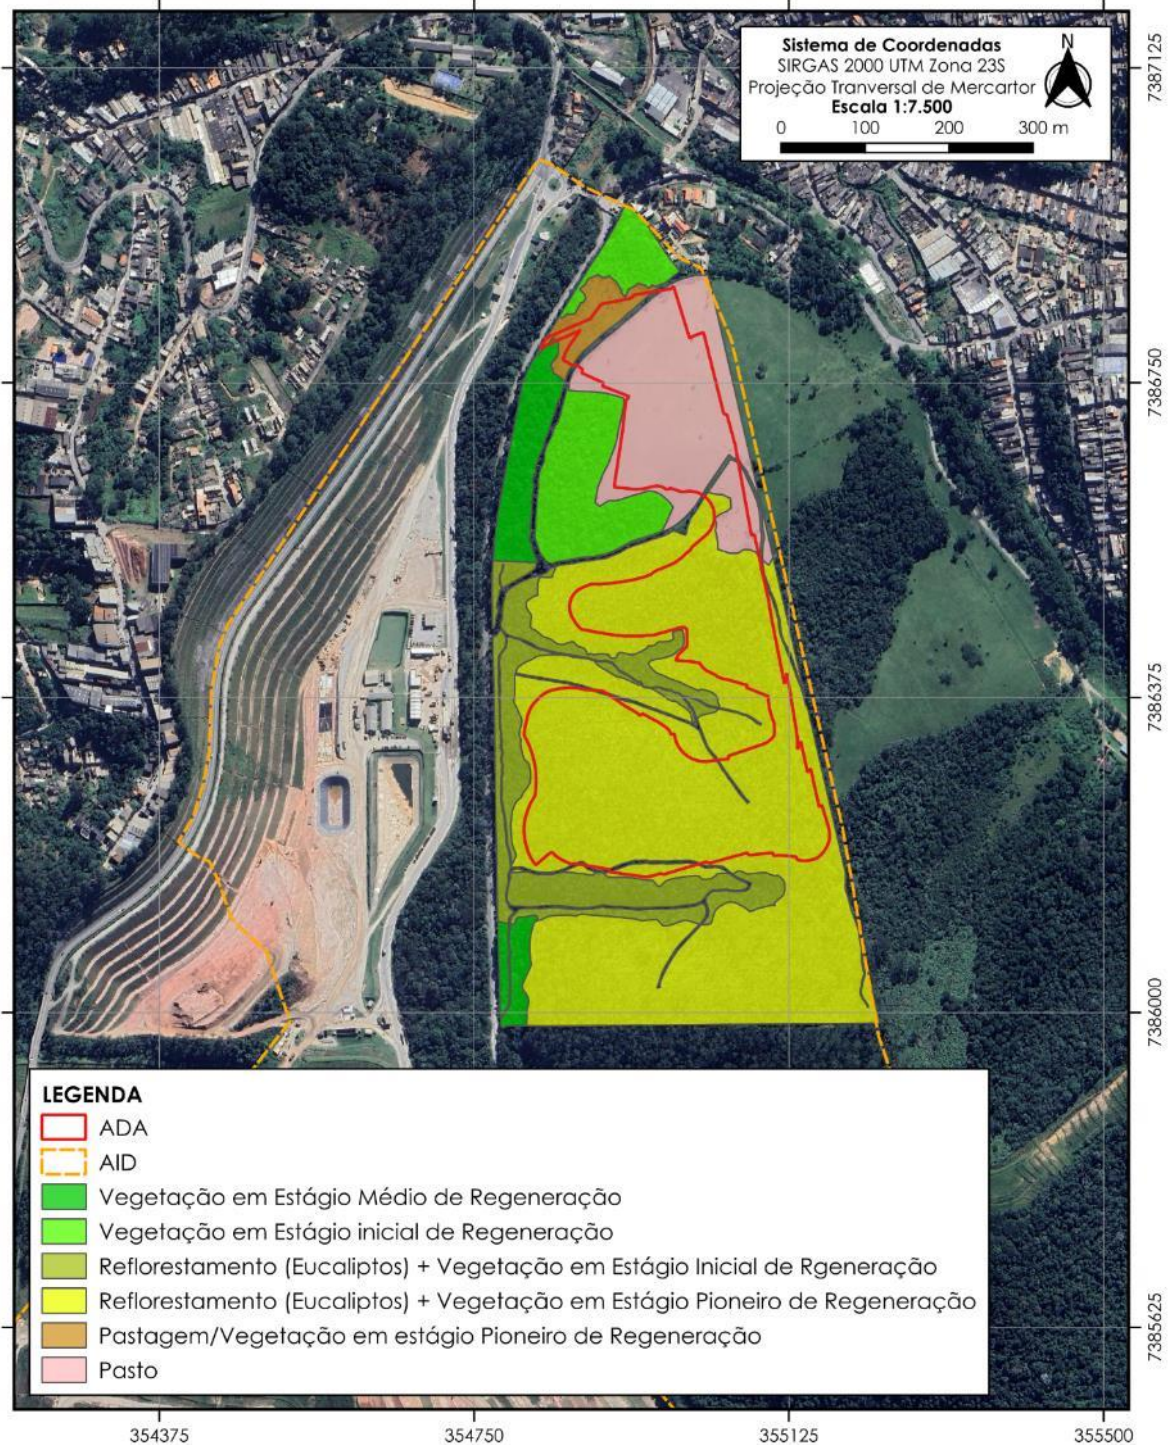 Sistema de Coordenadas
SIRGAS 2000 UTM Zona 23S
Projeção Tranversal de Mercartor
Escala 1:7.500
N
0 100 200 300 m
7387125
7386750
7386375
7386000
7385625
LEGENDA
ADA
AID
Vegetação em Estágio Médio de Regeneração
Vegetação em Estágio inicial de Regeneração
Reflorestamento (Eucaliptos) + Vegetação em Estágio Inicial de Rgeneração
Reflorestamento (Eucaliptos) + Vegetação em Estágio Pioneiro de Regeneração
Pastagem/Vegetação em estágio Pioneiro de Regeneração
Pasto
354375 354750 355125 355500